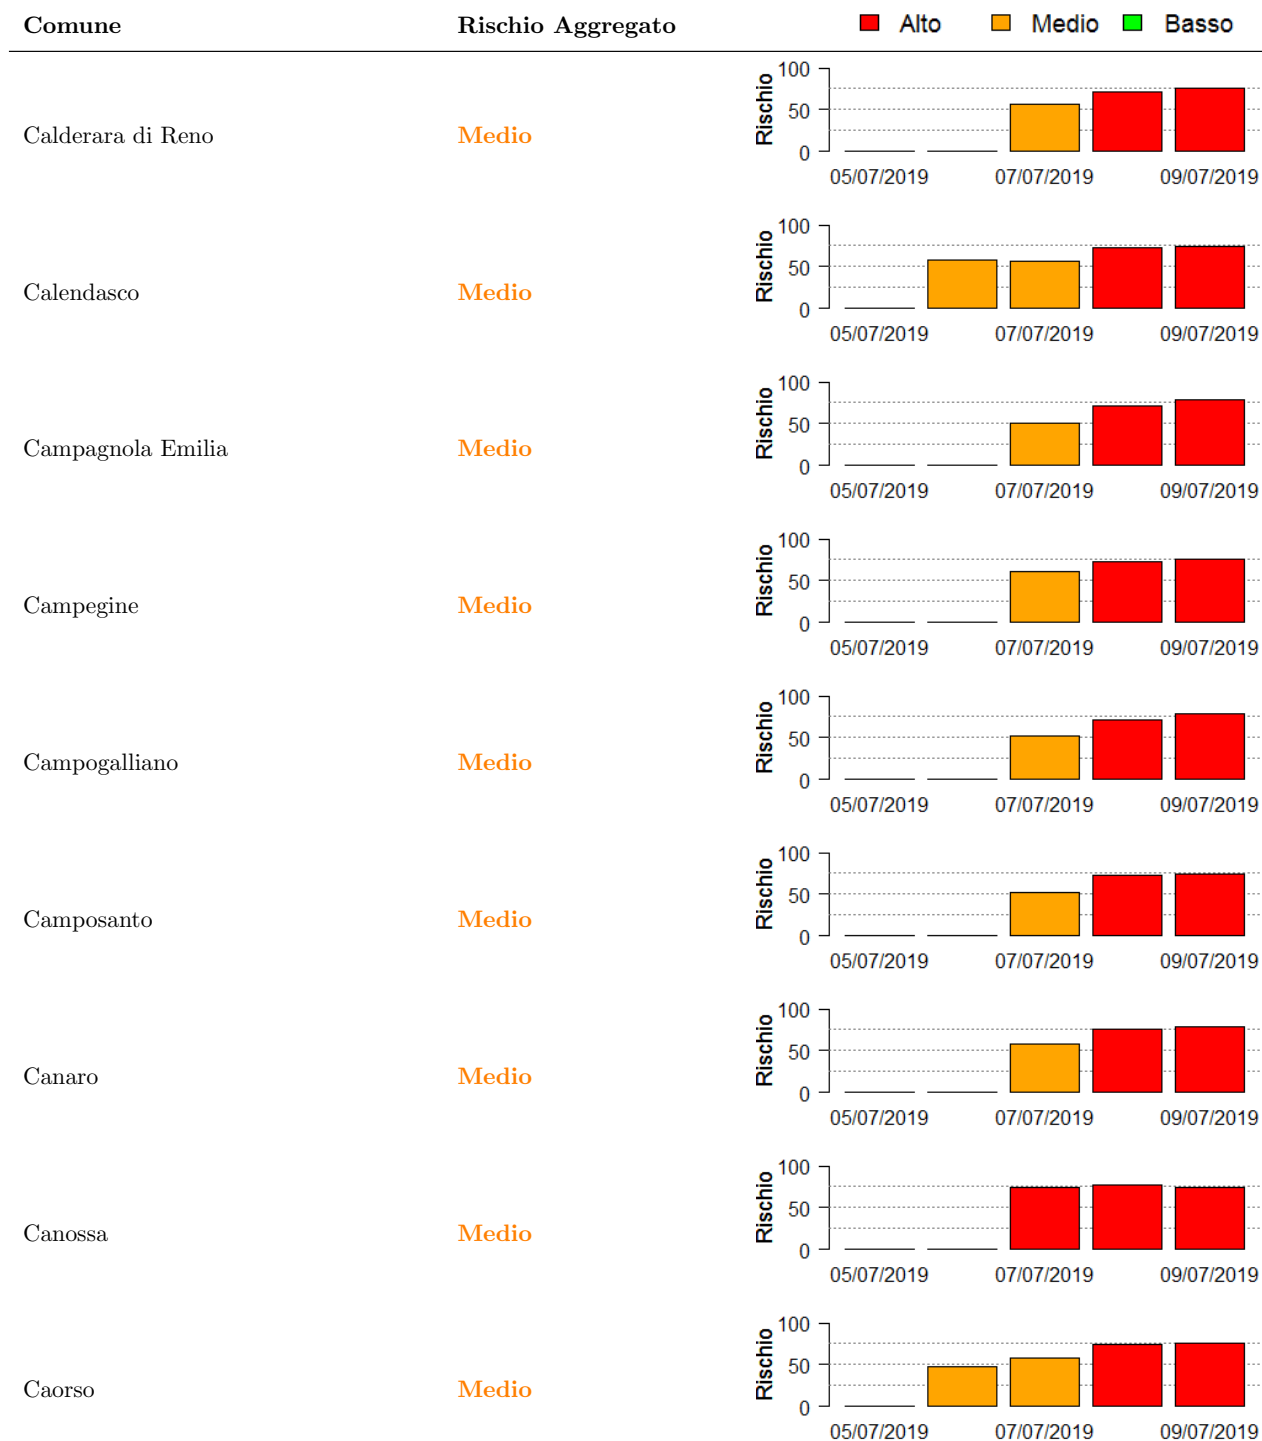 Comune Rischio Aggregato Alto Medio Basso
Calderara di Reno Medio
Rischio
100
50
0
05/07/2019 07/07/2019 09/07/2019
Calendasco Medio
Rischio
100
50
0
05/07/2019 07/07/2019 09/07/2019
Campagnola Emilia Medio
Rischio
100
50
0
05/07/2019 07/07/2019 09/07/2019
Campegine Medio
Rischio
100
50
0
05/07/2019 07/07/2019 09/07/2019
Campogalliano Medio
Rischio
100
50
0
05/07/2019 07/07/2019 09/07/2019
Camposanto Medio
Rischio
100
50
0
05/07/2019 07/07/2019 09/07/2019
Canaro Medio
Rischio
100
50
0
05/07/2019 07/07/2019 09/07/2019
Canossa Medio
Rischio
100
50
0
05/07/2019 07/07/2019 09/07/2019
Caorso Medio
Rischio
100
50
0
05/07/2019 07/07/2019 09/07/2019